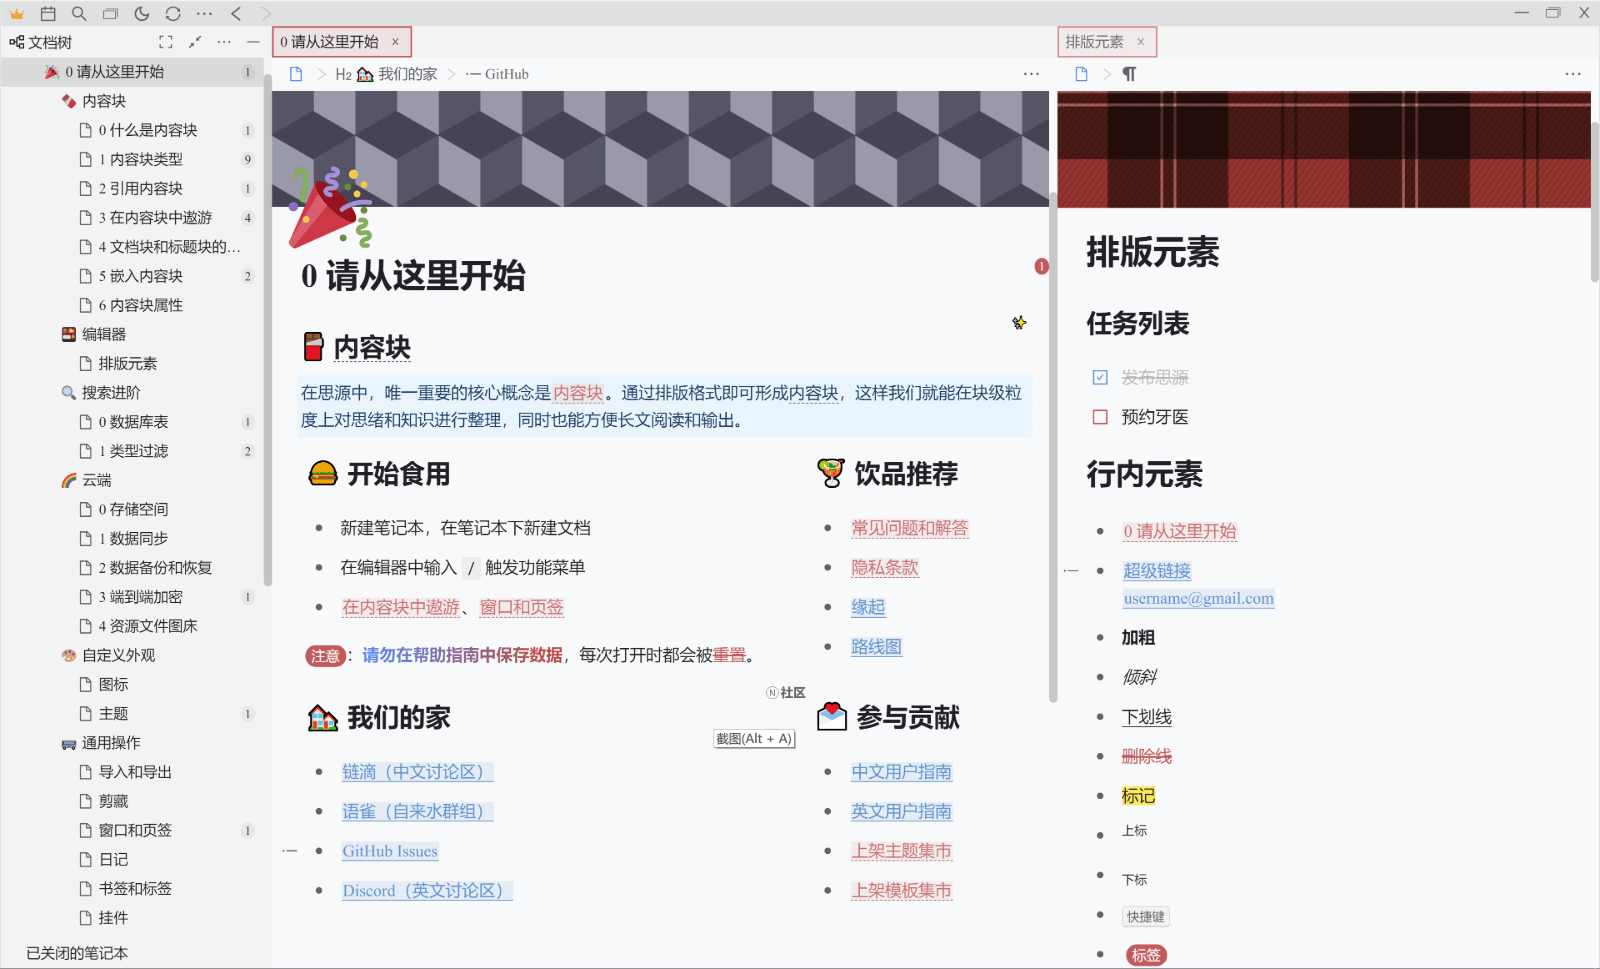 文档树
0 请从这里开始 1
内容块
0 什么是内容块 1
1 内容块类型 9
2 引用内容块 1
3 在内容块中遨游 4
4 文档块和标题块的...
5 嵌入内容块 2
6 内容块属性
编辑器
排版元素
搜索进阶
0 数据库表 1
1 类型过滤 2
云端
0 存储空间
1 数据同步
2 数据备份和恢复
3 端到端加密 1
4 资源文件图床
自定义外观
图标
主题 1
通用操作
导入和导出
剪藏
窗口和页签 1
日记
书签和标签
挂件
已关闭的笔记本
0 请从这里开始 ×
H2 我们的家 GitHub
0 请从这里开始
1
内容块
在思源中，唯一重要的核心概念是内容块。通过排版格式即可形成内容块，这样我们就能在块级粒
度上对思绪和知识进行整理，同时也能方便长文阅读和输出。
开始食用
新建笔记本，在笔记本下新建文档
在编辑器中输入 / 触发功能菜单
在内容块中遨游、窗口和页签
注意：请勿在帮助指南中保存数据，每次打开时都会被重置。
饮品推荐
常见问题和解答
隐私条款
缘起
路线图
N 社区
截图(Alt + A)
我们的家
链滴（中文讨论区）
语雀（自来水群组）
GitHub Issues
Discord（英文讨论区）
参与贡献
中文用户指南
英文用户指南
上架主题集市
上架模板集市
排版元素 ×
¶
排版元素
任务列表
发布思源
预约牙医
行内元素
0 请从这里开始
超级链接
username@gmail.com
加粗
倾斜
下划线
删除线
标记
上标
下标
快捷键
标签